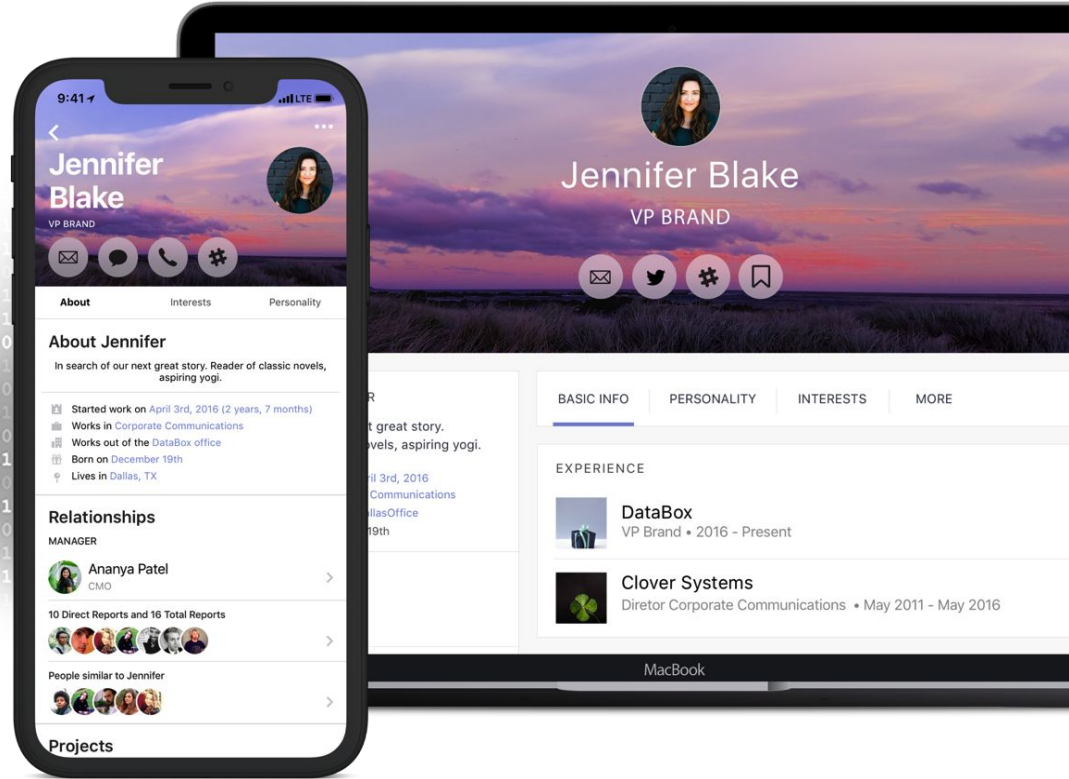 9:41
LTE
Jennifer
Blake
VP BRAND
About
Interests
Personality
About Jennifer
In search of our next great story. Reader of classic novels,
aspiring yogi.
Started work on April 3rd, 2016 (2 years, 7 months)
Works in Corporate Communications
Works out of the DataBox office
Born on December 19th
Lives in Dallas, TX
Relationships
MANAGER
Ananya Patel
CMO
10 Direct Reports and 16 Total Reports
People similar to Jennifer
Projects
Jennifer Blake
VP BRAND
R
t great story.
ovels, aspiring yogi.
ril 3rd, 2016
Communications
llasOffice
19th
BASIC INFO
PERSONALITY
INTERESTS
MORE
EXPERIENCE
DataBox
VP Brand • 2016 - Present
Clover Systems
Diretor Corporate Communications • May 2011 - May 2016
MacBook